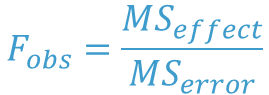 F_obs = MS_effect / MS_error